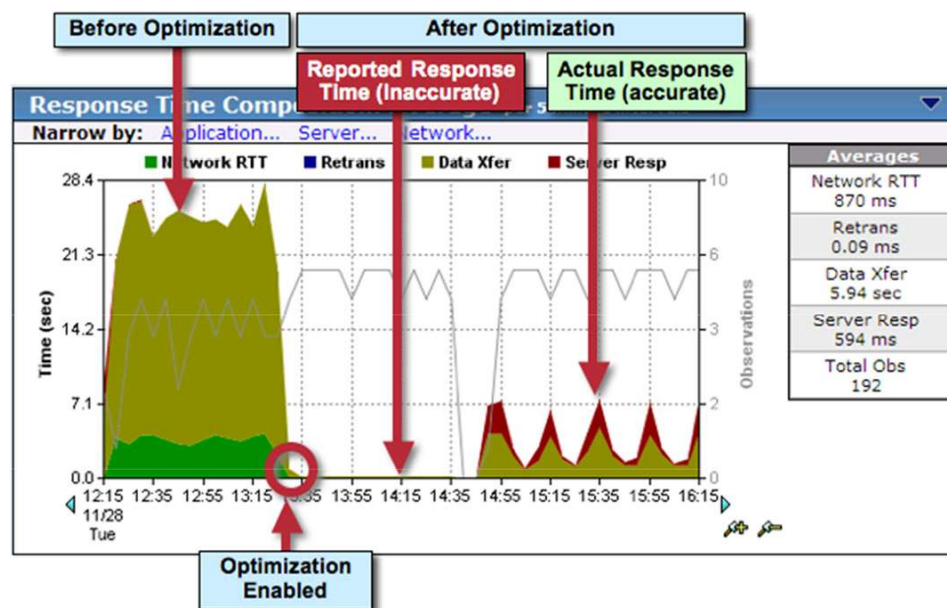 Before Optimization
After Optimization
Reported Response
Time (Inaccurate)
Actual Response
Time (accurate)
Response Time Comp
Narrow by: Application... Server... Network...
Network RTT Retrans Data Xfer Server Resp
Time (sec)
28.4
21.3
14.2
7.1
0.0
10
6
3
2
0
Observations
12:15 12:35 12:55 13:15 13:55 14:15 14:35 14:55 15:15 15:35 15:55 16:15
11/28
Tue
Optimization
Enabled
Averages
Network RTT
870 ms
Retrans
0.09 ms
Data Xfer
5.94 sec
Server Resp
594 ms
Total Obs
192